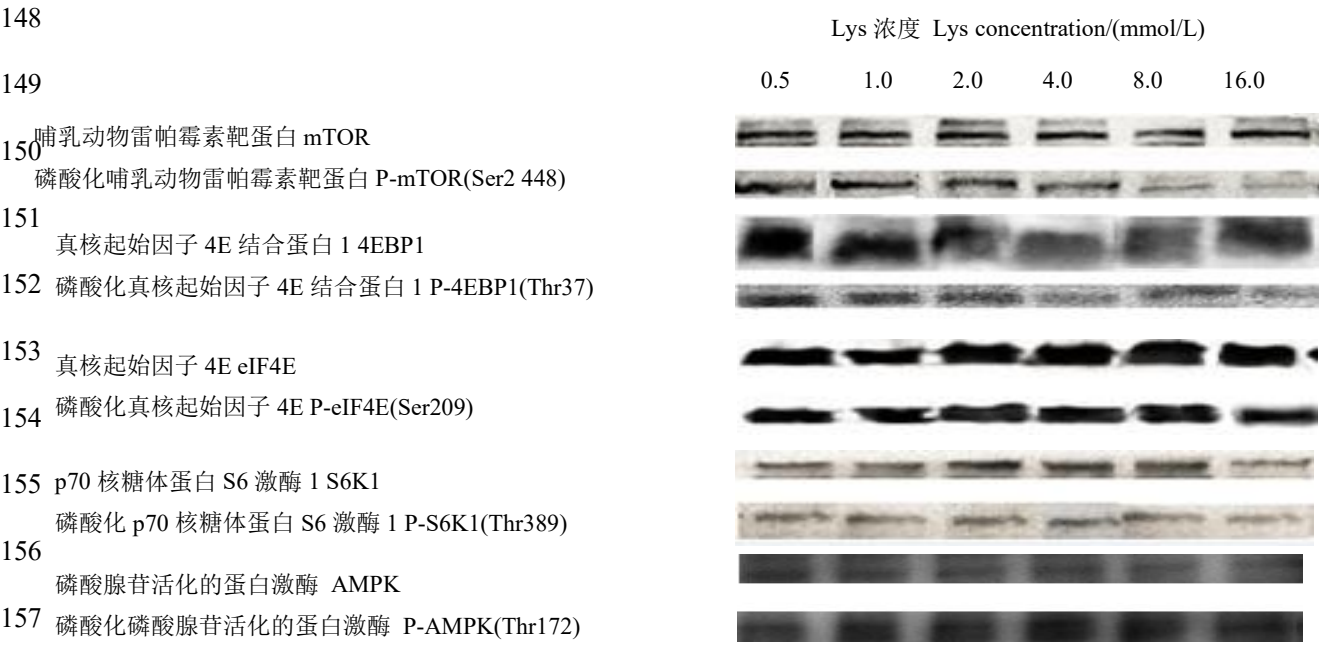 148
Lys 浓度 Lys concentration/(mmol/L)
149
0.5 1.0 2.0 4.0 8.0 16.0
哺乳动物雷帕霉素靶蛋白 mTOR
150
磷酸化哺乳动物雷帕霉素靶蛋白 P-mTOR(Ser2 448)
151
真核起始因子 4E 结合蛋白 1 4EBP1
152 磷酸化真核起始因子 4E 结合蛋白 1 P-4EBP1(Thr37)
153
真核起始因子 4E eIF4E
磷酸化真核起始因子 4E P-eIF4E(Ser209)
154
155 p70 核糖体蛋白 S6 激酶 1 S6K1
磷酸化 p70 核糖体蛋白 S6 激酶 1 P-S6K1(Thr389)
156
磷酸腺苷活化的蛋白激酶 AMPK
157 磷酸化磷酸腺苷活化的蛋白激酶 P-AMPK(Thr172)